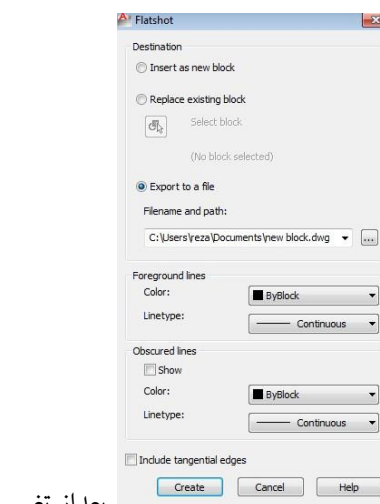 Flatshot
Destination
Insert as new block
Replace existing block
Select block
(No block selected)
Export to a file
Filename and path:
C:\Users\reza\Documents\new block.dwg
...
Foreground lines
Color:
ByBlock
Linetype:
Continuous
Obscured lines
Show
Color:
ByBlock
Linetype:
Continuous
Include tangential edges
Create Cancel Help
بعد از